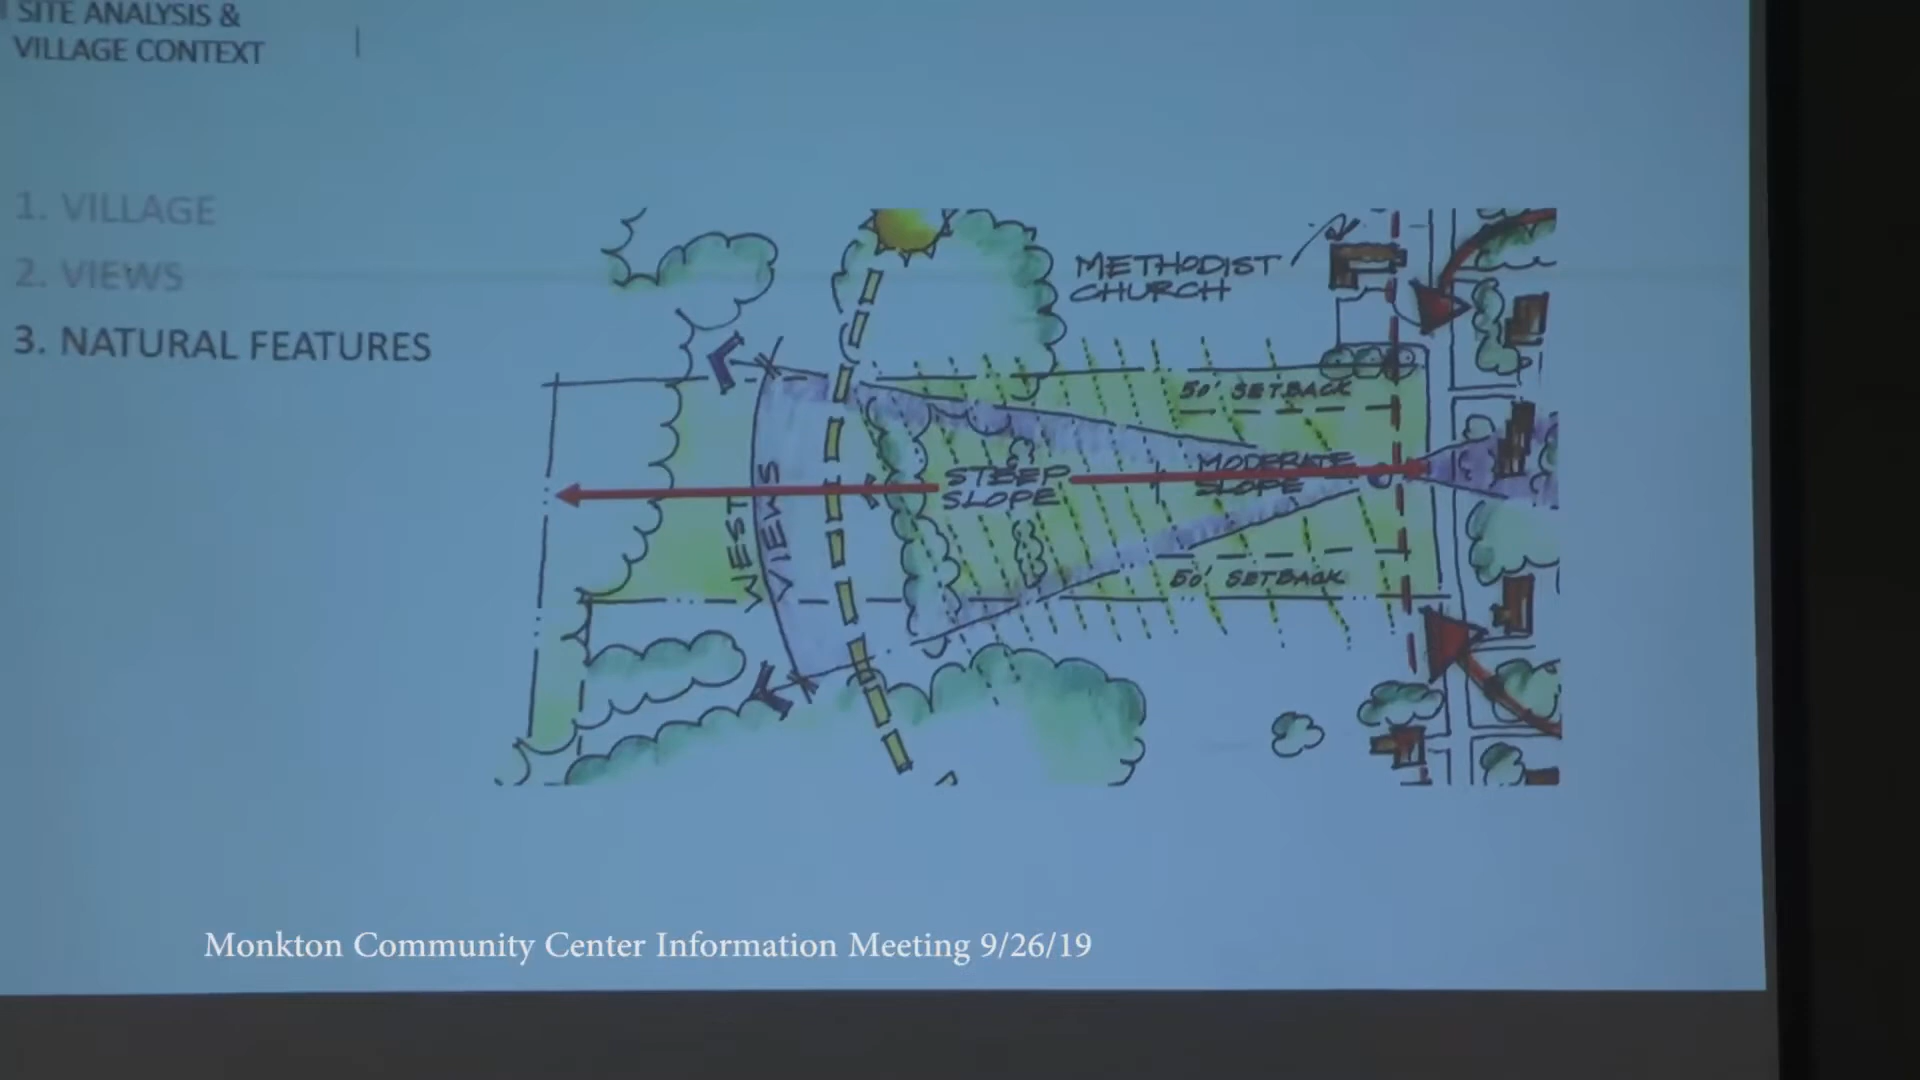 SITE ANALYSIS &
VILLAGE CONTEXT
1. VILLAGE
2. VIEWS
3. NATURAL FEATURES
METHODIST
CHURCH
50' SETBACK
WEST
VIEWS
STEEP
SLOPE
MODERATE
SLOPE
50' SETBACK
Monkton Community Center Information Meeting 9/26/19